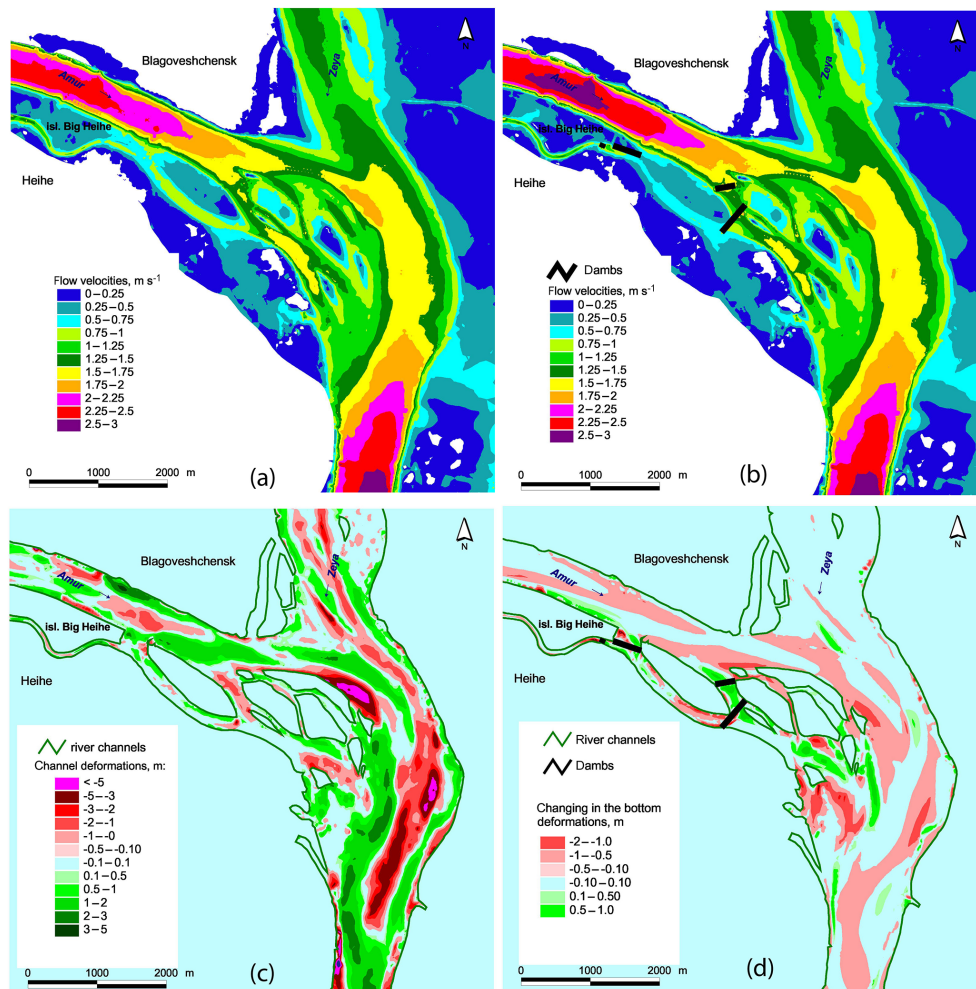 Blagoveshchensk
N
Amur
Zeya
isl. Big Heihe
Heihe
Flow velocities, m s-1
0–0.25
0.25–0.5
0.5–0.75
0.75–1
1–1.25
1.25–1.5
1.5–1.75
1.75–2
2–2.25
2.25–2.5
2.5–3
0 1000 2000 m
(a)
Blagoveshchensk
N
Amur
Zeya
isl. Big Heihe
Heihe
Dambs
Flow velocities, m s-1
0–0.25
0.25–0.5
0.5–0.75
0.75–1
1–1.25
1.25–1.5
1.5–1.75
1.75–2
2–2.25
2.25–2.5
2.5–3
0 1000 2000 m
(b)
Blagoveshchensk
N
Amur
Zeya
isl. Big Heihe
Heihe
river channels
Channel deformations, m:
< -5
-5–-3
-3–-2
-2–-1
-1–-0
-0.5–-0.10
-0.1–0.1
0.1–0.5
0.5–1
1–2
2–3
3–5
0 1000 2000 m
(c)
Blagoveshchensk
N
Amur
Zeya
isl. Big Heihe
Heihe
River channels
Dambs
Changing in the bottom
deformations, m
-2–-1.0
-1–-0.5
-0.5–-0.10
-0.10–0.10
0.1–0.50
0.5–1.0
0 1000 2000 m
(d)